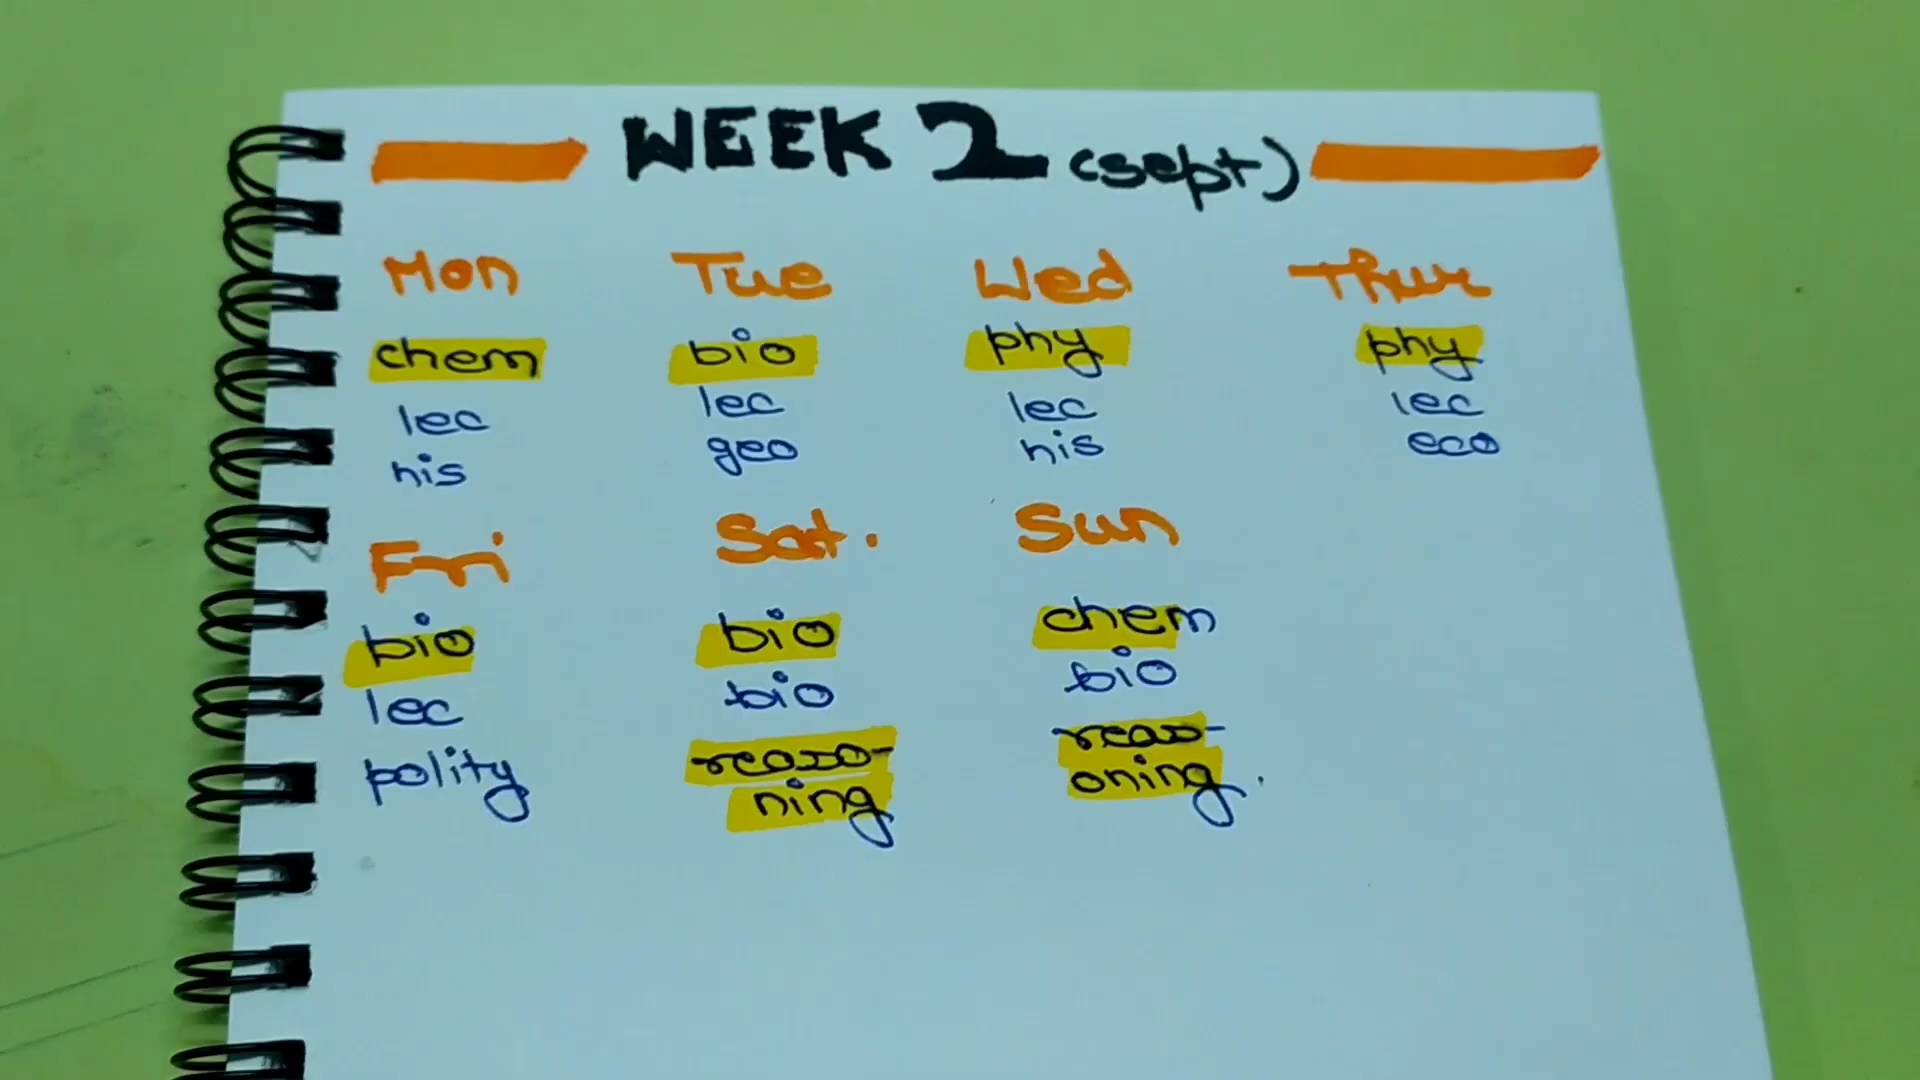 WEEK 2 (sept)
Mon Tue Wed Thur
chem bio phy phy
lec lec lec lec
his geo his eco
Fri Sat. Sun
bio bio chem
lec bio bio
polity reaso- reas-
ning oning.